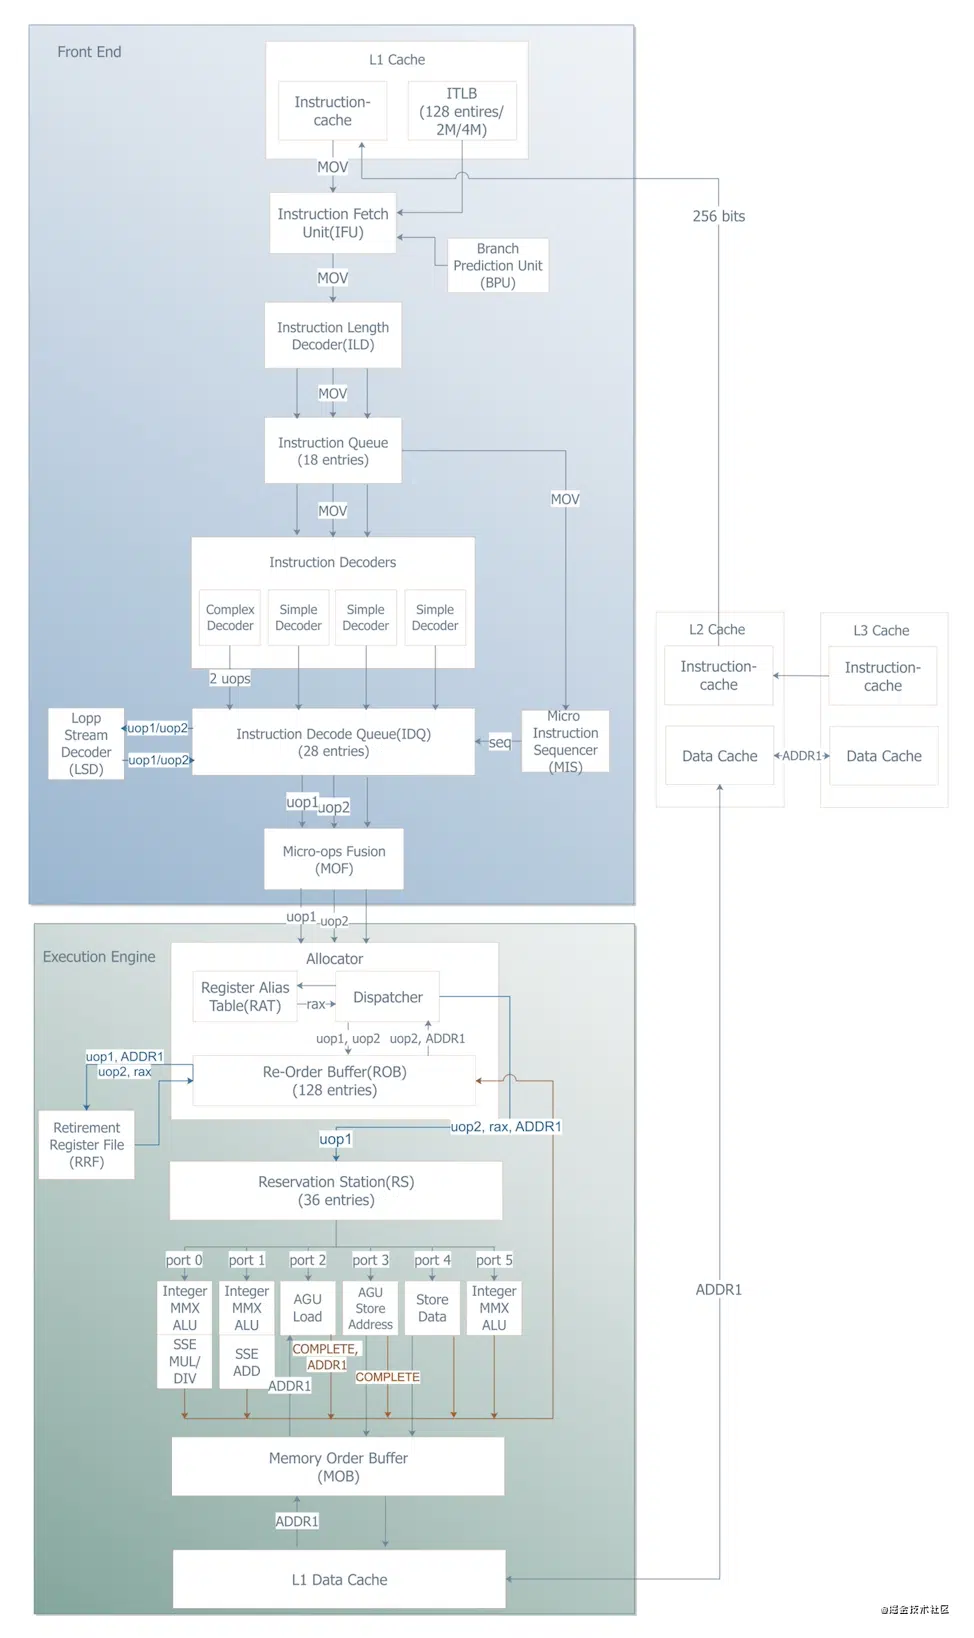 Front End
L1 Cache
Instruction-
cache
ITLB
(128 entires/
2M/4M)
MOV
256 bits
Instruction Fetch
Unit(IFU)
Branch
Prediction Unit
(BPU)
MOV
Instruction Length
Decoder(ILD)
MOV
Instruction Queue
(18 entries)
MOV
MOV
Instruction Decoders
Complex
Decoder
Simple
Decoder
Simple
Decoder
Simple
Decoder
2 uops
L2 Cache
Instruction-
cache
Data Cache
L3 Cache
Instruction-
cache
Data Cache
ADDR1
Lopp
Stream
Decoder
(LSD)
uop1/uop2
uop1/uop2
Instruction Decode Queue(IDQ)
(28 entries)
seq
Micro
Instruction
Sequencer
(MIS)
uop1
uop2
Micro-ops Fusion
(MOF)
uop1
uop2
Execution Engine
Allocator
Register Alias
Table(RAT)
rax
Dispatcher
uop1, uop2
uop2, ADDR1
uop1, ADDR1
uop2, rax
Re-Order Buffer(ROB)
(128 entries)
Retirement
Register File
(RRF)
uop1
uop2, rax, ADDR1
Reservation Station(RS)
(36 entries)
port 0
port 1
port 2
port 3
port 4
port 5
Integer
MMX
ALU
SSE
MUL/
DIV
Integer
MMX
ALU
SSE
ADD
AGU
Load
AGU
Store
Address
Store
Data
Integer
MMX
ALU
ADDR1
COMPLETE,
ADDR1
COMPLETE
ADDR1
Memory Order Buffer
(MOB)
ADDR1
L1 Data Cache
@掘金技术社区